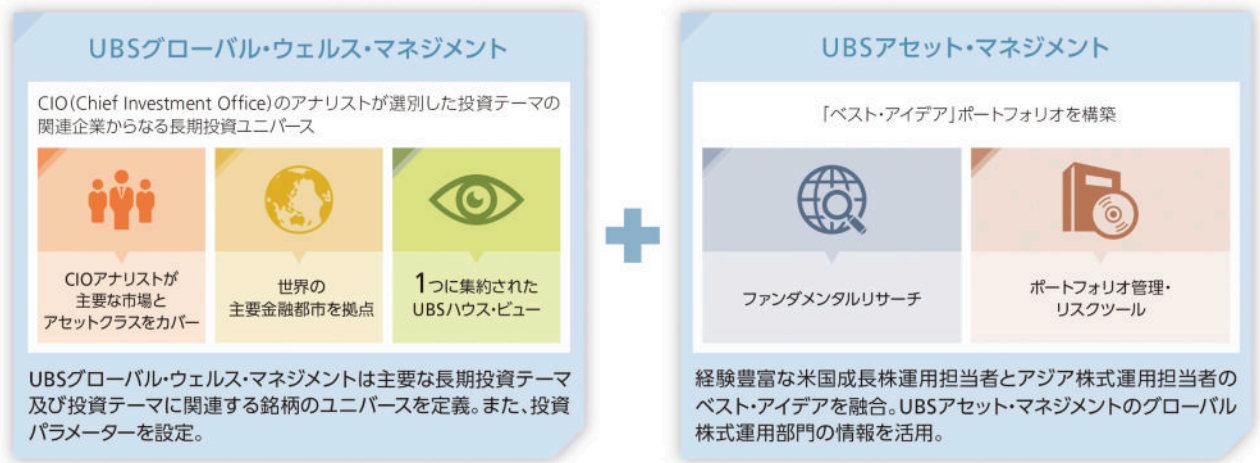 UBSグローバル・ウェルス・マネジメント
CIO(Chief Investment Office)のアナリストが選別した投資テーマの
関連企業からなる長期投資ユニバース
CIOアナリストが
主要な市場と
アセットクラスをカバー
世界の
主要金融都市を拠点
1つに集約された
UBSハウス・ビュー
UBSグローバル・ウェルス・マネジメントは主要な長期投資テーマ
及び投資テーマに関連する銘柄のユニバースを定義。また、投資
パラメーターを設定。
UBSアセット・マネジメント
「ベスト・アイデア」ポートフォリオを構築
ファンダメンタルリサーチ
ポートフォリオ管理・
リスクツール
経験豊富な米国成長株運用担当者とアジア株式運用担当者の
ベスト・アイデアを融合。UBSアセット・マネジメントのグローバル
株式運用部門の情報を活用。